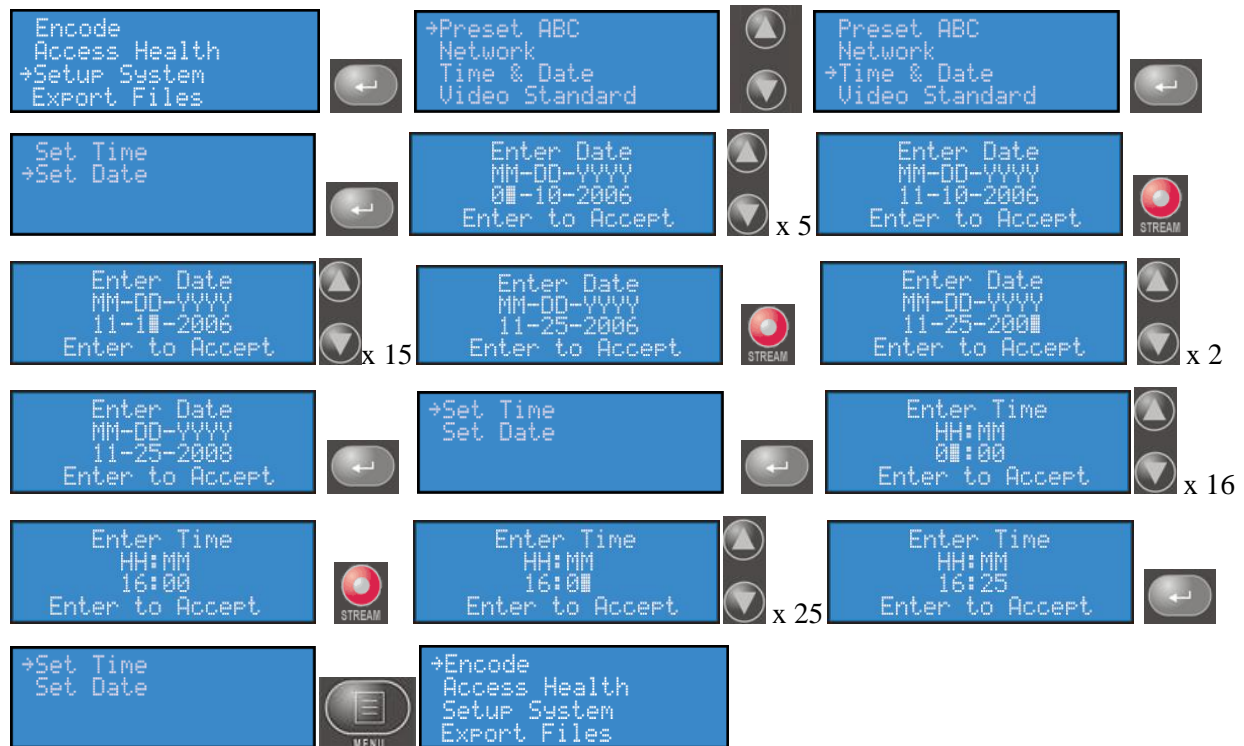 Encode
Access Health
→Setup System
Export Files
→Preset ABC
Network
Time & Date
Video Standard
Preset ABC
Network
→Time & Date
Video Standard
Set Time
→Set Date
Enter Date
MM-DD-YYYY
0█-10-2006
Enter to Accept
x 5
Enter Date
MM-DD-YYYY
11-10-2006
Enter to Accept
STREAM
Enter Date
MM-DD-YYYY
11-1█-2006
Enter to Accept
x 15
Enter Date
MM-DD-YYYY
11-25-2006
Enter to Accept
STREAM
Enter Date
MM-DD-YYYY
11-25-200█
Enter to Accept
x 2
Enter Date
MM-DD-YYYY
11-25-2008
Enter to Accept
→Set Time
Set Date
Enter Time
HH:MM
0█:00
Enter to Accept
x 16
Enter Time
HH:MM
16:00
Enter to Accept
STREAM
Enter Time
HH:MM
16:0█
Enter to Accept
x 25
Enter Time
HH:MM
16:25
Enter to Accept
→Set Time
Set Date
MENU
→Encode
Access Health
Setup System
Export Files